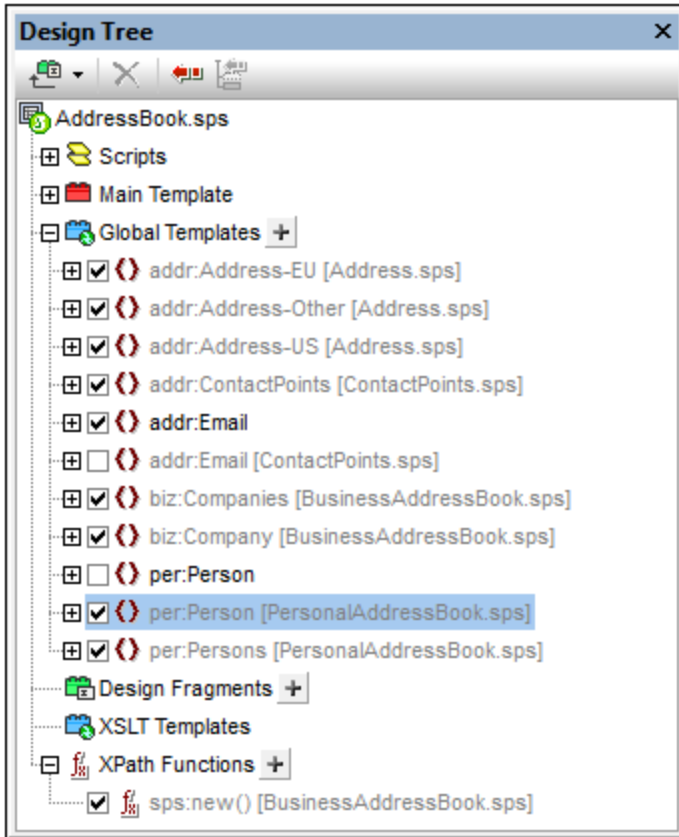 Design Tree
AddressBook.sps
Scripts
Main Template
Global Templates
addr:Address-EU [Address.sps]
addr:Address-Other [Address.sps]
addr:Address-US [Address.sps]
addr:ContactPoints [ContactPoints.sps]
addr:Email
addr:Email [ContactPoints.sps]
biz:Companies [BusinessAddressBook.sps]
biz:Company [BusinessAddressBook.sps]
per:Person
per:Person [PersonalAddressBook.sps]
per:Persons [PersonalAddressBook.sps]
Design Fragments
XSLT Templates
XPath Functions
sps:new() [BusinessAddressBook.sps]